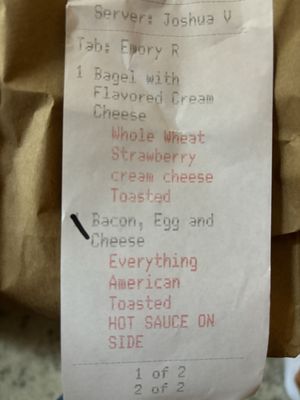 Server: Joshua V
Tab: Emory R
1 Bagel with
Flavored Cream
Cheese
Whole Wheat
Strawberry
cream cheese
Toasted
Bacon, Egg and
Cheese
Everything
American
Toasted
HOT SAUCE ON
SIDE
1 of 2
2 of 2